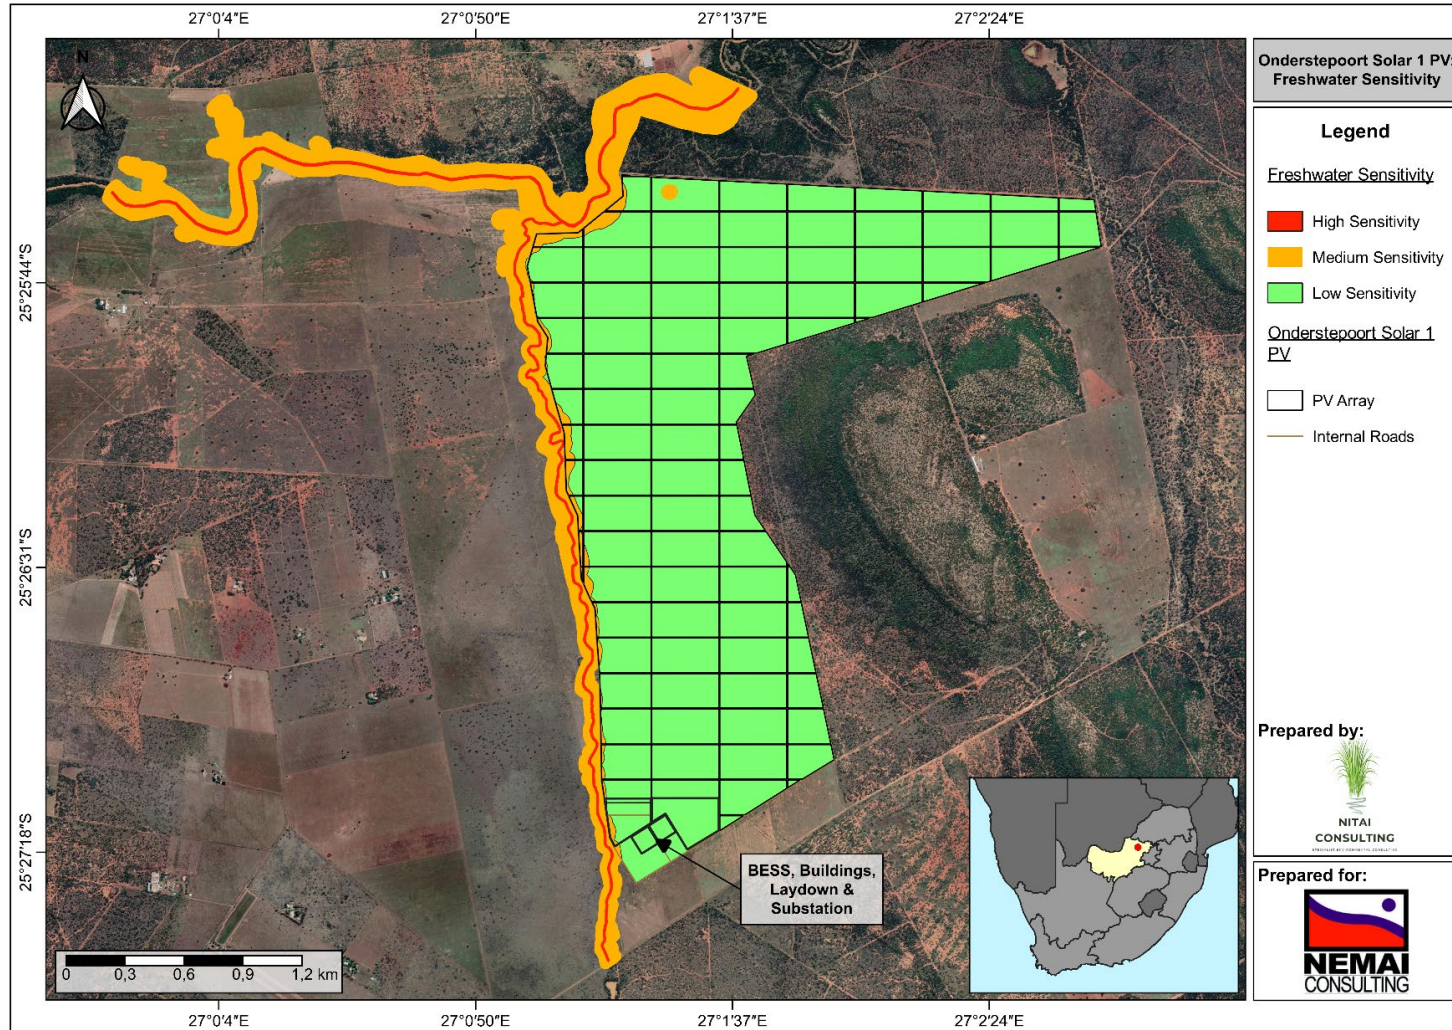 27°0′4″E
27°0′50″E
27°1′37″E
27°2′24″E
N
25°25′44″S
25°26′31″S
25°27′18″S
BESS, Buildings,
Laydown &
Substation
0 0,3 0,6 0,9 1,2 km
27°0′4″E
27°0′50″E
27°1′37″E
27°2′24″E
Onderstepoort Solar 1 PV:
Freshwater Sensitivity
Legend
Freshwater Sensitivity
High Sensitivity
Medium Sensitivity
Low Sensitivity
Onderstepoort Solar 1
PV
PV Array
Internal Roads
Prepared by:
NITAI
CONSULTING
Prepared for:
NEMAI
CONSULTING